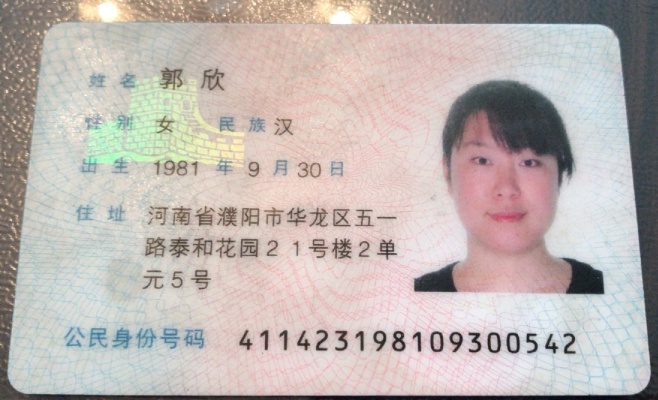 姓名 郭欣
性别 女 民族 汉
出生 1981 年 9 月 30 日
住址 河南省濮阳市华龙区五一
路泰和花园21号楼2单
元5号
公民身份号码 411423198109300542